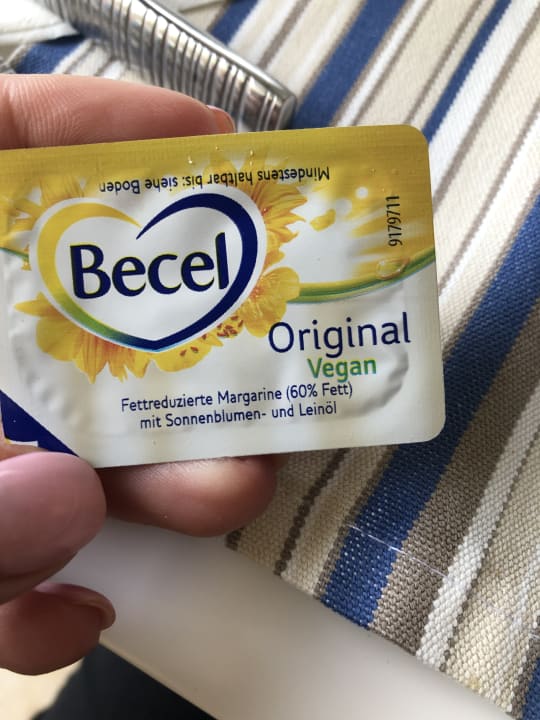 Mindestens haltbar bis: siehe Boden
9179711
Becel
Original
Vegan
Fettreduzierte Margarine (60% Fett)
mit Sonnenblumen- und Leinöl